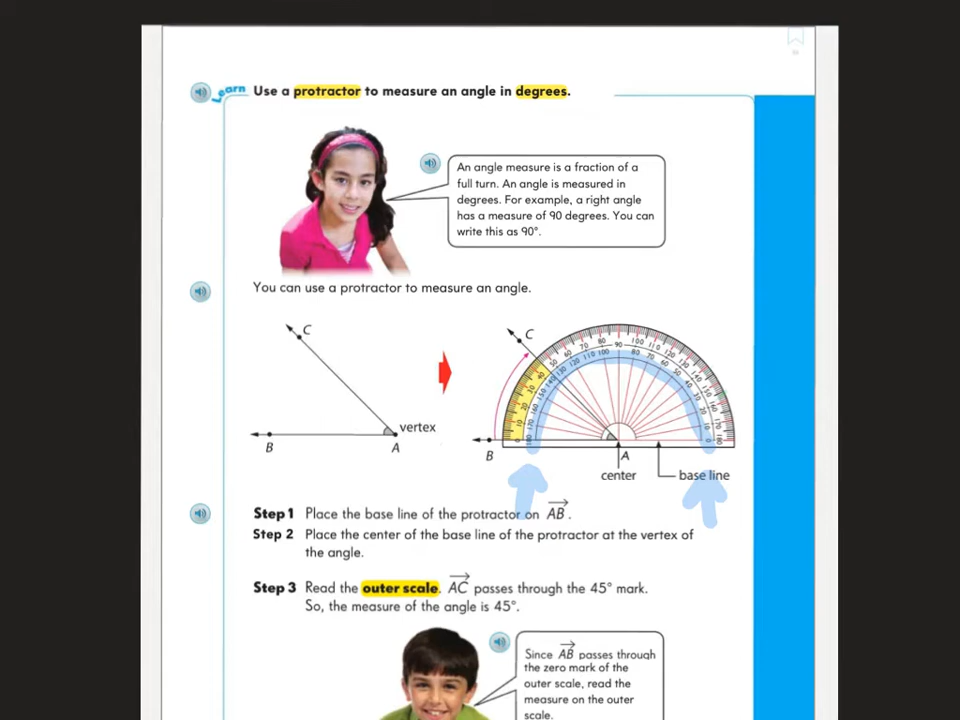 Learn
Use a protractor to measure an angle in degrees.
An angle measure is a fraction of a
full turn. An angle is measured in
degrees. For example, a right angle
has a measure of 90 degrees. You can
write this as 90°.
You can use a protractor to measure an angle.
C
vertex
B
A
C
B
A
center
base line
Step 1 Place the base line of the protractor on AB.
Step 2 Place the center of the base line of the protractor at the vertex of
the angle.
Step 3 Read the outer scale. AC passes through the 45° mark.
So, the measure of the angle is 45°.
Since AB passes through
the zero mark of the
outer scale, read the
measure on the outer
scale.